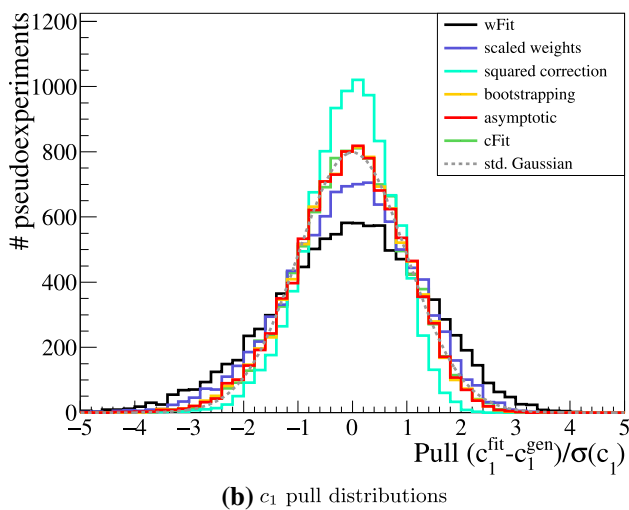 # pseudoexperiments
1200
1000
800
600
400
200
0
wFit
scaled weights
squared correction
bootstrapping
asymptotic
cFit
std. Gaussian
−5 −4 −3 −2 −1 0 1 2 3 4 5
Pull (c₁ᶠⁱᵗ-c₁ᵍᵉⁿ)/σ(c₁)
(b) c₁ pull distributions